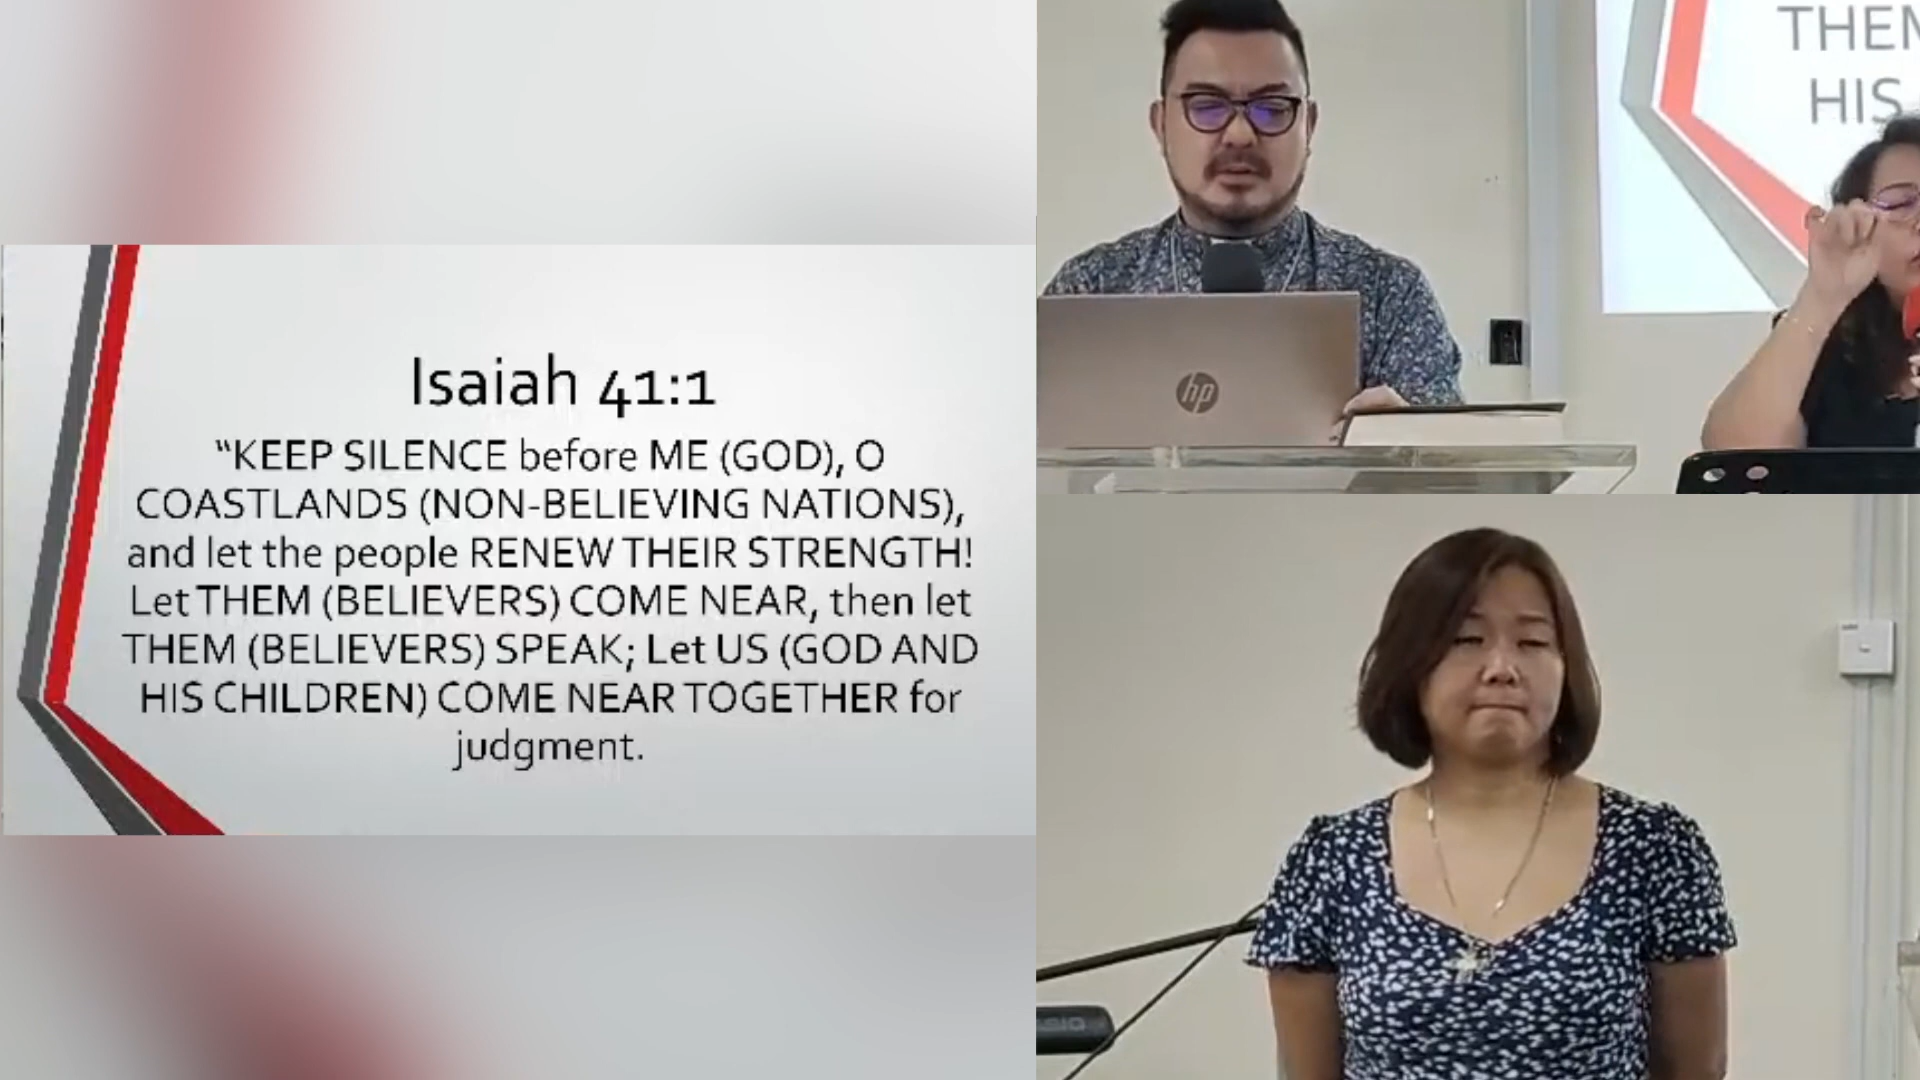 Isaiah 41:1
“KEEP SILENCE before ME (GOD), O
COASTLANDS (NON-BELIEVING NATIONS),
and let the people RENEW THEIR STRENGTH!
Let THEM (BELIEVERS) COME NEAR, then let
THEM (BELIEVERS) SPEAK; Let US (GOD AND
HIS CHILDREN) COME NEAR TOGETHER for
judgment.
THEM
HIS
hp
CASIO